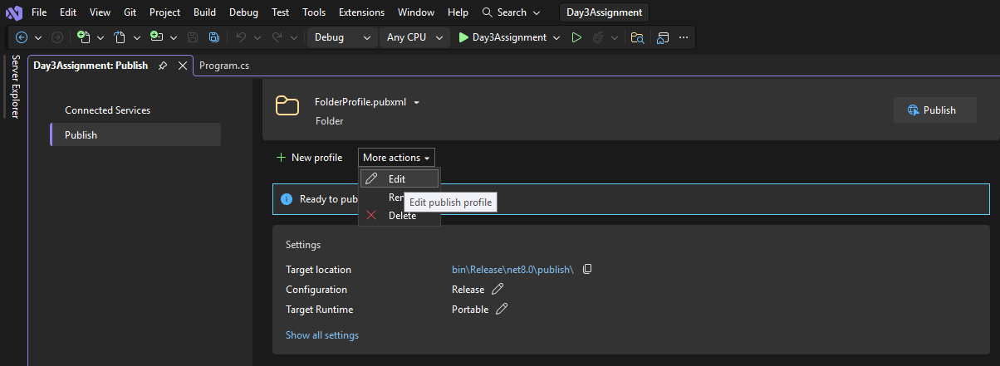 File Edit View Git Project Build Debug Test Tools Extensions Window Help Search Day3Assignment
Debug Any CPU Day3Assignment
Server Explorer
Day3Assignment: Publish Program.cs
Connected Services
Publish
FolderProfile.pubxml
Folder
Publish
New profile More actions
Edit
Ready to pub
Edit publish profile
Delete
Settings
Target location bin\Release\net8.0\publish\
Configuration Release
Target Runtime Portable
Show all settings